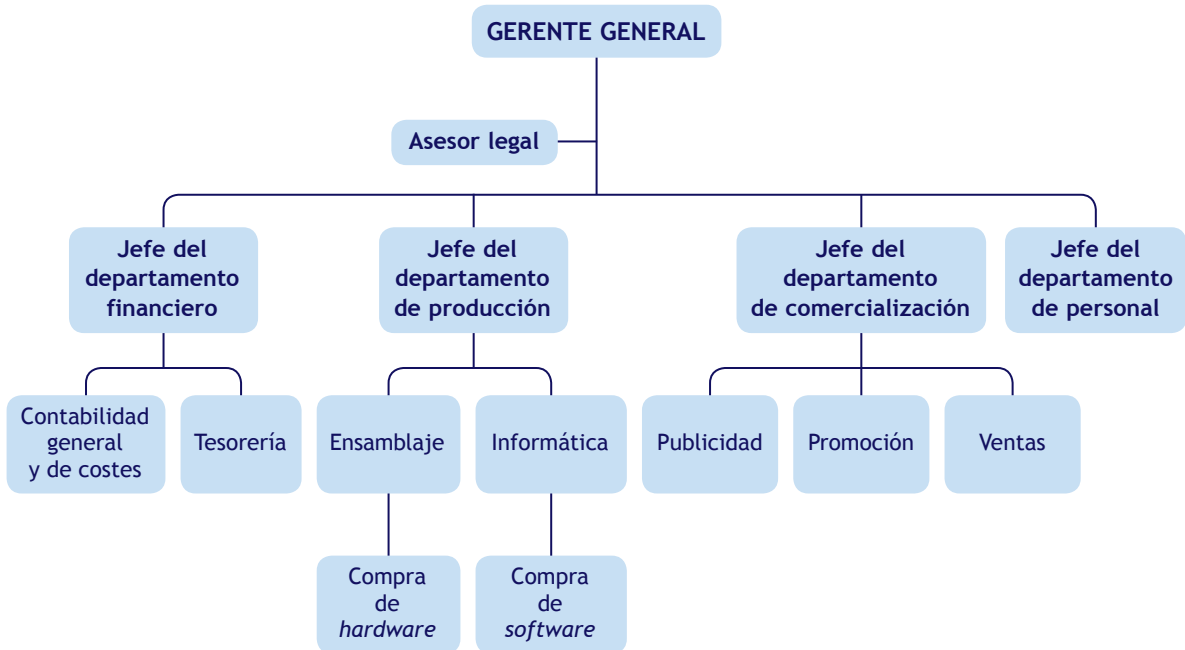 GERENTE GENERAL
Asesor legal
Jefe del
departamento
financiero
Jefe del
departamento
de producción
Jefe del
departamento
de comercialización
Jefe del
departamento
de personal
Contabilidad
general
y de costes
Tesorería
Ensamblaje
Informática
Publicidad
Promoción
Ventas
Compra
de
hardware
Compra
de
software